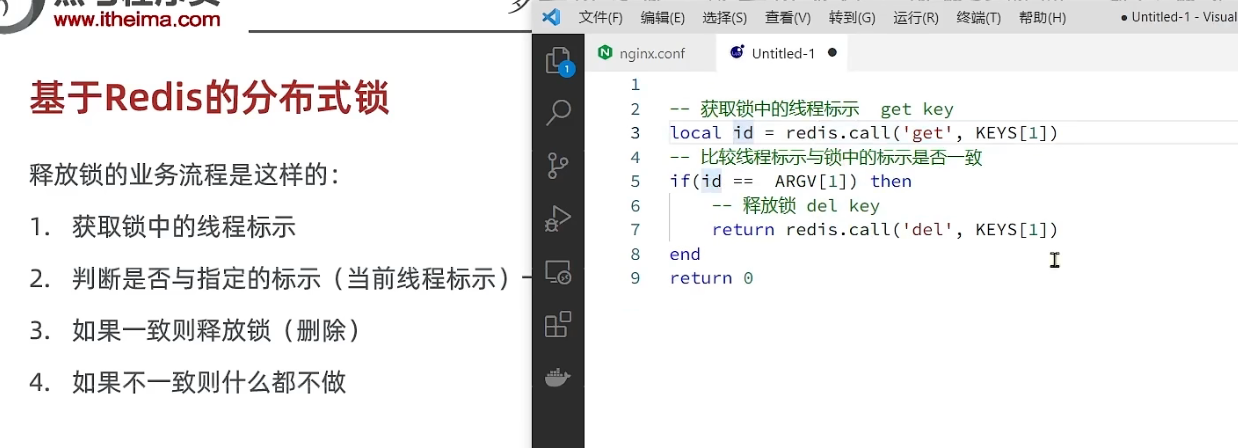 www.itheima.com
基于Redis的分布式锁
释放锁的业务流程是这样的：
1. 获取锁中的线程标示
2. 判断是否与指定的标示（当前线程标示）
3. 如果一致则释放锁（删除）
4. 如果不一致则什么都不做
文件(F) 编辑(E) 选择(S) 查看(V) 转到(G) 运行(R) 终端(T) 帮助(H) ● Untitled-1 - Visual
nginx.conf Untitled-1 ●
1
1
2 -- 获取锁中的线程标示 get key
3 local id = redis.call('get', KEYS[1])
4 -- 比较线程标示与锁中的标示是否一致
5 if(id == ARGV[1]) then
6 -- 释放锁 del key
7 return redis.call('del', KEYS[1])
8 end
9 return 0